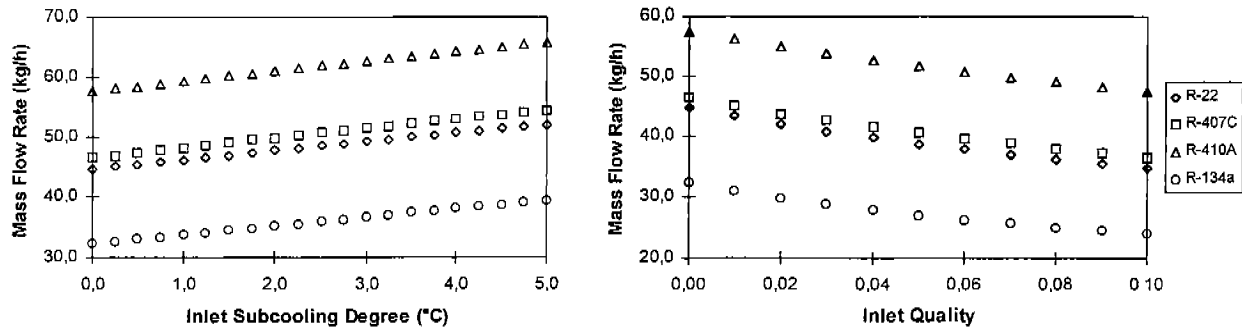 Mass Flow Rate (kg/h)
70,0
60,0
50,0
40,0
30,0
0,0 1,0 2,0 3,0 4,0 5,0
Inlet Subcooling Degree (°C)
Mass Flow Rate (kg/h)
60,0
50,0
40,0
30,0
20,0
0,00 0,02 0,04 0,06 0,08 0,10
Inlet Quality
R-22
R-407C
R-410A
R-134a